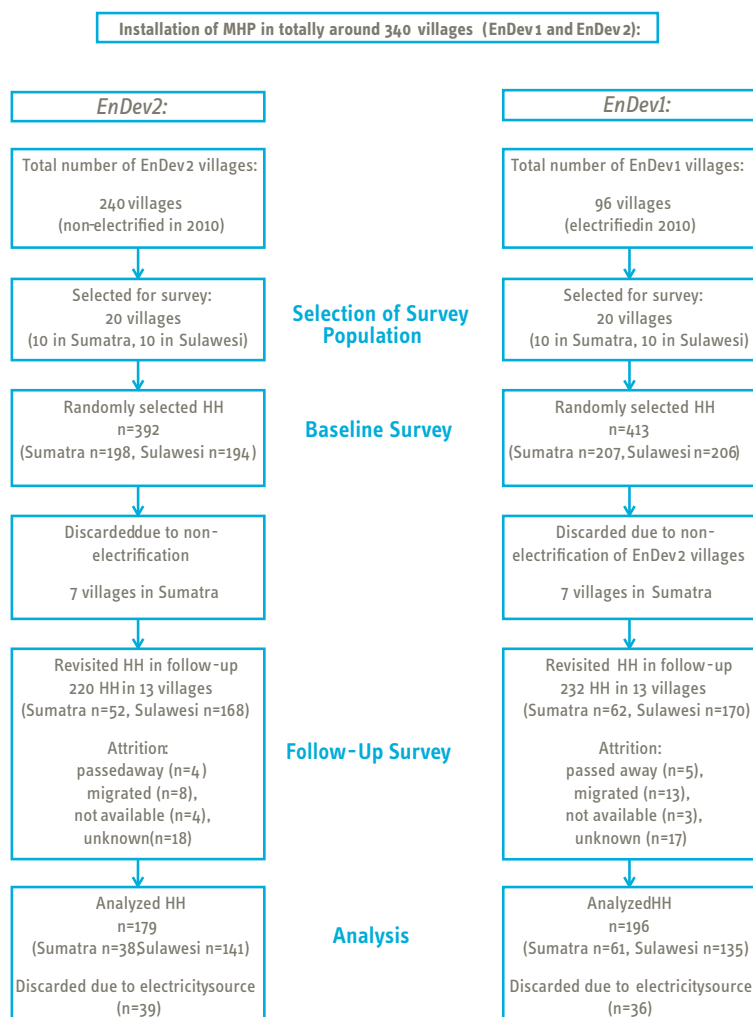 Installation of MHP in totally around 340 villages (EnDev1 and EnDev2):
EnDev2:
Total number of EnDev2 villages:
240 villages
(non-electrified in 2010)
Selected for survey:
20 villages
(10 in Sumatra, 10 in Sulawesi)
Randomly selected HH
n=392
(Sumatra n=198, Sulawesi n=194)
Discardeddue to non-
electrification
7 villages in Sumatra
Revisited HH in follow-up
220 HH in 13 villages
(Sumatra n=52, Sulawesi n=168)
Attrition:
passedaway (n=4)
migrated (n=8),
not available (n=4),
unknown(n=18)
Analyzed HH
n=179
(Sumatra n=38,Sulawesi n=141)
Discarded due to electricitysource
(n=39)
Selection of Survey
Population
Baseline Survey
Follow-Up Survey
Analysis
EnDev1:
Total number of EnDev1 villages:
96 villages
(electrifiedin 2010)
Selected for survey:
20 villages
(10 in Sumatra, 10 in Sulawesi)
Randomly selected HH
n=413
(Sumatra n=207, Sulawesi n=206)
Discarded due to non-
electrification of EnDev2 villages
7 villages in Sumatra
Revisited HH in follow-up
232 HH in 13 villages
(Sumatra n=62, Sulawesi n=170)
Attrition:
passed away (n=5),
migrated (n=13),
not available (n=3),
unknown (n=17)
AnalyzedHH
n=196
(Sumatra n=61, Sulawesi n=135)
Discarded due to electricitysource
(n=36)